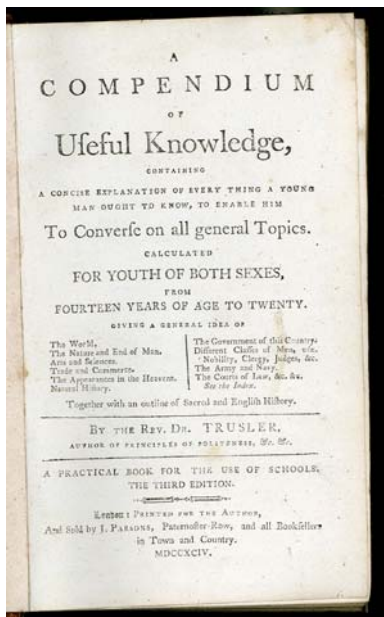 A
COMPENDIUM
OF
Uſeful Knowledge,
CONTAINING
A CONCISE EXPLANATION OF EVERY THING A YOUNG
MAN OUGHT TO KNOW, TO ENABLE HIM
To Converſe on all general Topics.
CALCULATED
FOR YOUTH OF BOTH SEXES,
FROM
FOURTEEN YEARS OF AGE TO TWENTY.
GIVING A GENERAL IDEA OF
The World,
The Nature and End of Man,
Arts and Sciences,
Trade and Commerce,
The Appearances in the Heavens,
Natural Hiſtory.
The Government of this Country,
Different Claſſes of Men, viz.
Nobility, Clergy, Judges, &c.
The Army and Navy.
The Courts of Law, &c. &c.
See the Index.
Together with an outline of Sacred and Engliſh Hiſtory.
BY THE REV. DR. TRUSLER,
AUTHOR OF PRINCIPLES OF POLITENESS, &c. &c.
A PRACTICAL BOOK FOR THE USE OF SCHOOLS.
THE THIRD EDITION.
London: PRINTED FOR THE AUTHOR,
And Sold by J. PARSONS, Paternoſter-Row, and all Bookſellers
in Town and Country.
MDCCXCIV.